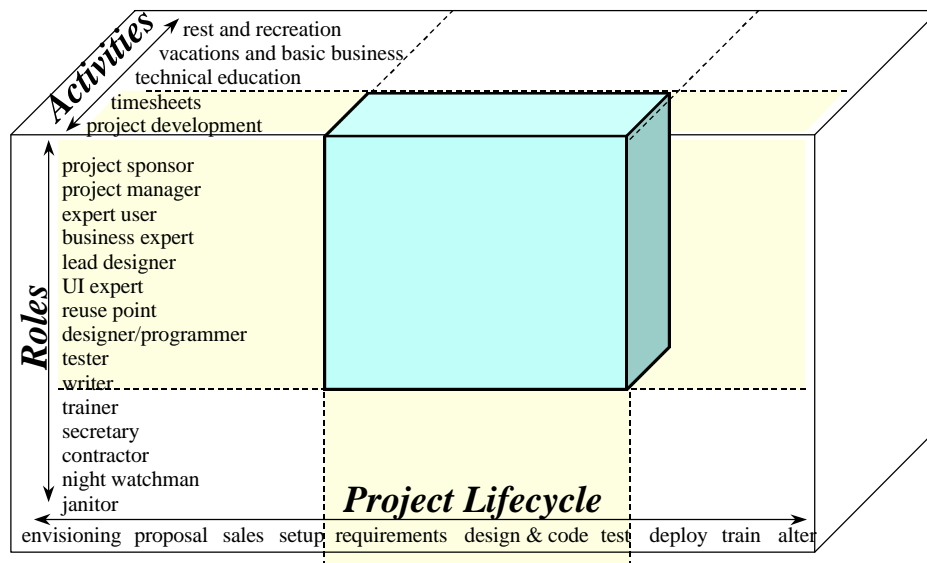 rest and recreation
vacations and basic business
technical education
timesheets
project development
Activities
project sponsor
project manager
expert user
business expert
lead designer
UI expert
reuse point
designer/programmer
tester
writer
trainer
secretary
contractor
night watchman
janitor
Roles
Project Lifecycle
envisioning proposal sales setup requirements design & code test deploy train alter